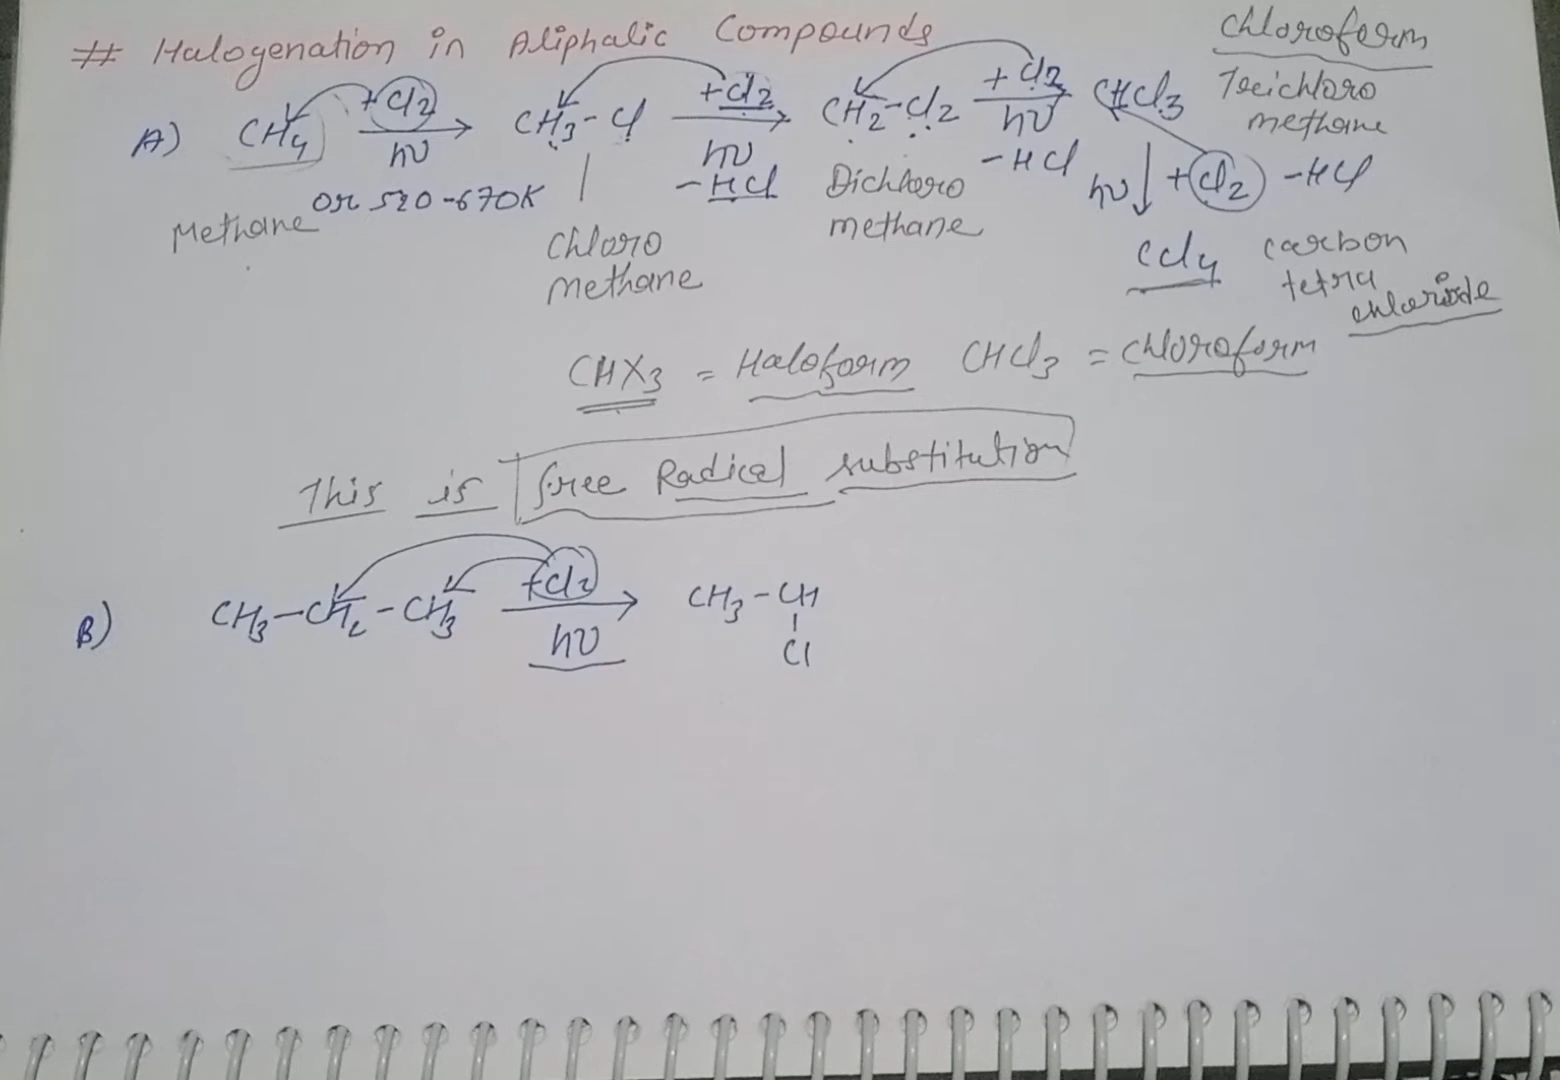 # Halogenation in Aliphalic Compounds
Chloroform
Treichloro
methane
A) CH4 +Cl2 hν CH3-Cl +Cl2 hν -HCl CH2-Cl2 +Cl2 hν -HCl CHCl3
or 520-670K
Methane
Chloro
methane
Dichloro
methane
hν +Cl2 -HCl
CCl4 carbon
tetra
chloride
CHX3 = Haloform CHCl3 = chloroform
This is free Radical substitution
B) CH3-CH2-CH3 +Cl2 hν CH3-CH
Cl